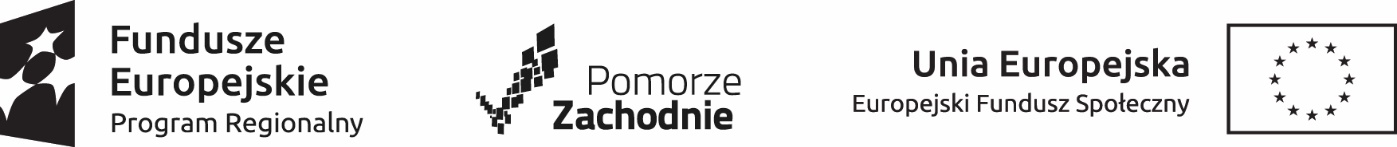 Fundusze
Europejskie
Program Regionalny
Pomorze
Zachodnie
Unia Europejska
Europejski Fundusz Społeczny